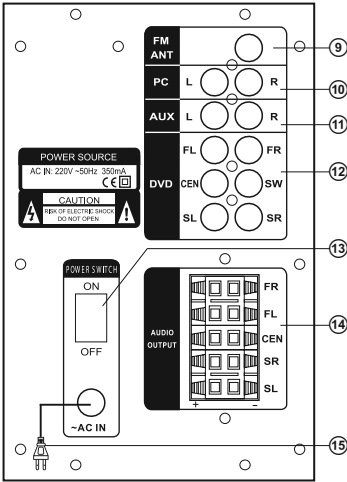 FM
ANT
9
PC L R
10
AUX L R
11
FL FR
12
DVD CEN SW
SL SR
POWER SOURCE
AC IN: 220V ~50Hz 350mA
CE
CAUTION
RISK OF ELECTRIC SHOCK
DO NOT OPEN
13
POWER SWITCH
ON
OFF
~AC IN
AUDIO
OUTPUT
FR
FL
14
CEN
SR
SL
+ −
15